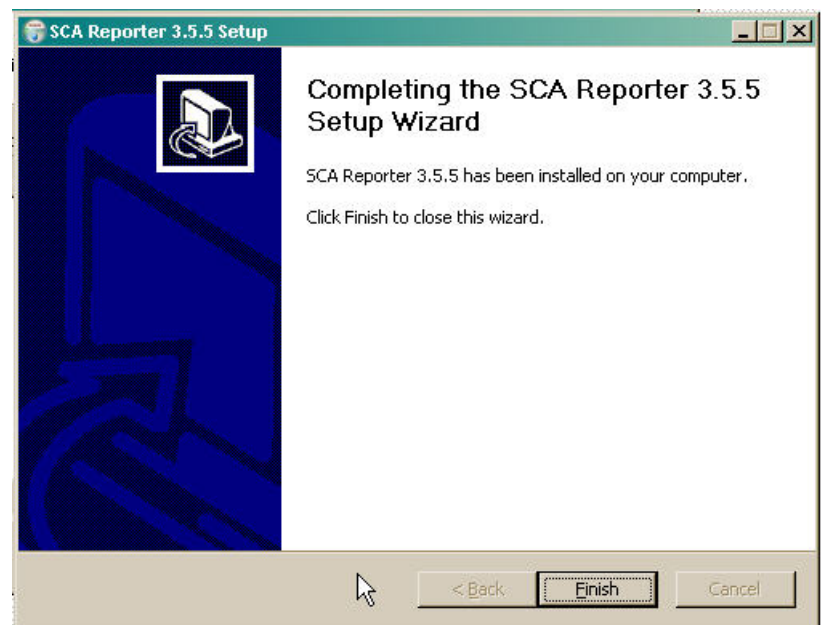 SCA Reporter 3.5.5 Setup
Completing the SCA Reporter 3.5.5
Setup Wizard
SCA Reporter 3.5.5 has been installed on your computer.
Click Finish to close this wizard.
< Back
Finish
Cancel